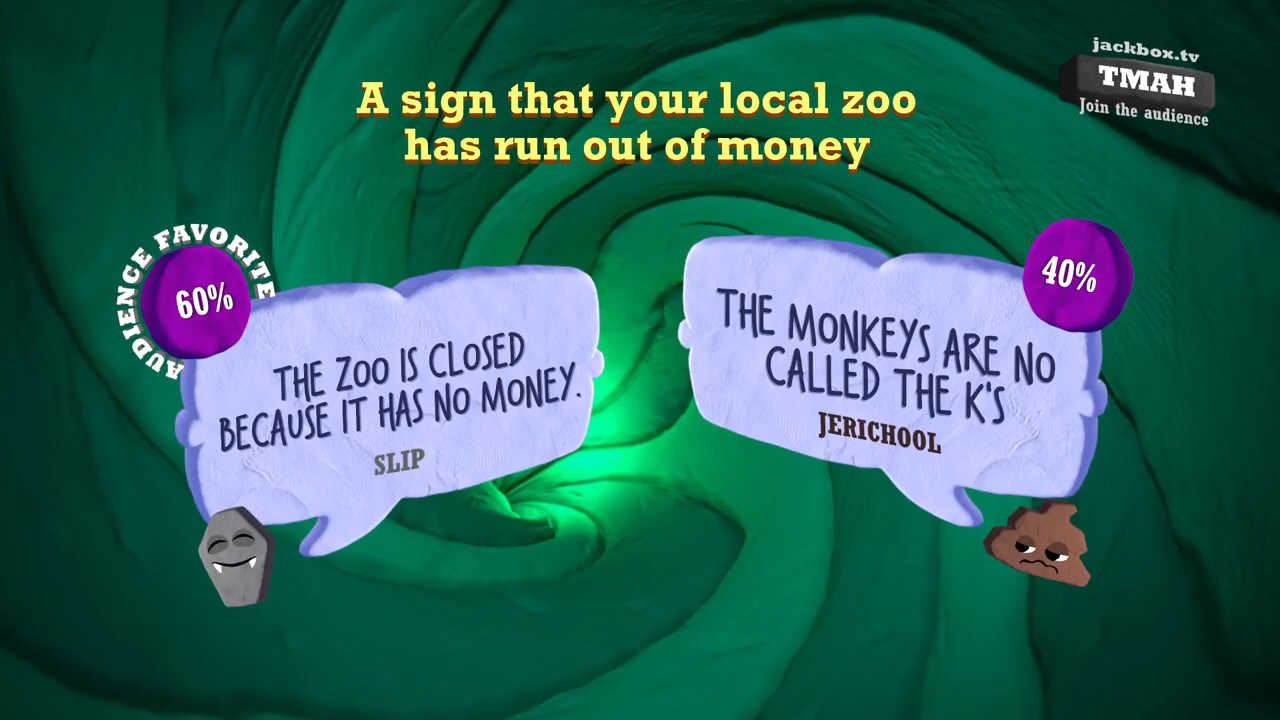 jackbox.tv
TMAH
Join the audience
A sign that your local zoo
has run out of money
AUDIENCE FAVORITE
60%
THE ZOO IS CLOSED
BECAUSE IT HAS NO MONEY.
SLIP
40%
THE MONKEYS ARE NO
CALLED THE K'S
JERICHOOL